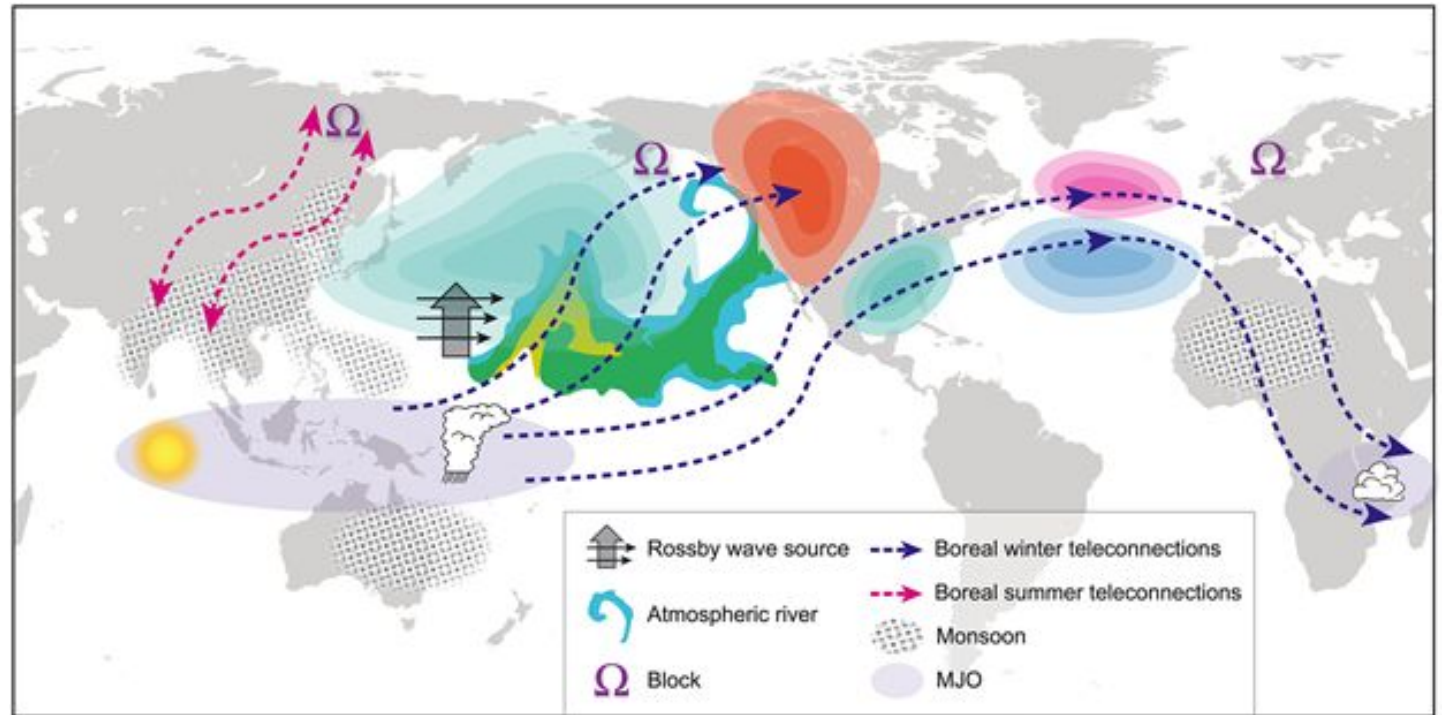 Ω
Ω
Ω
Rossby wave source
Boreal winter teleconnections
Atmospheric river
Boreal summer teleconnections
Monsoon
Ω Block
MJO